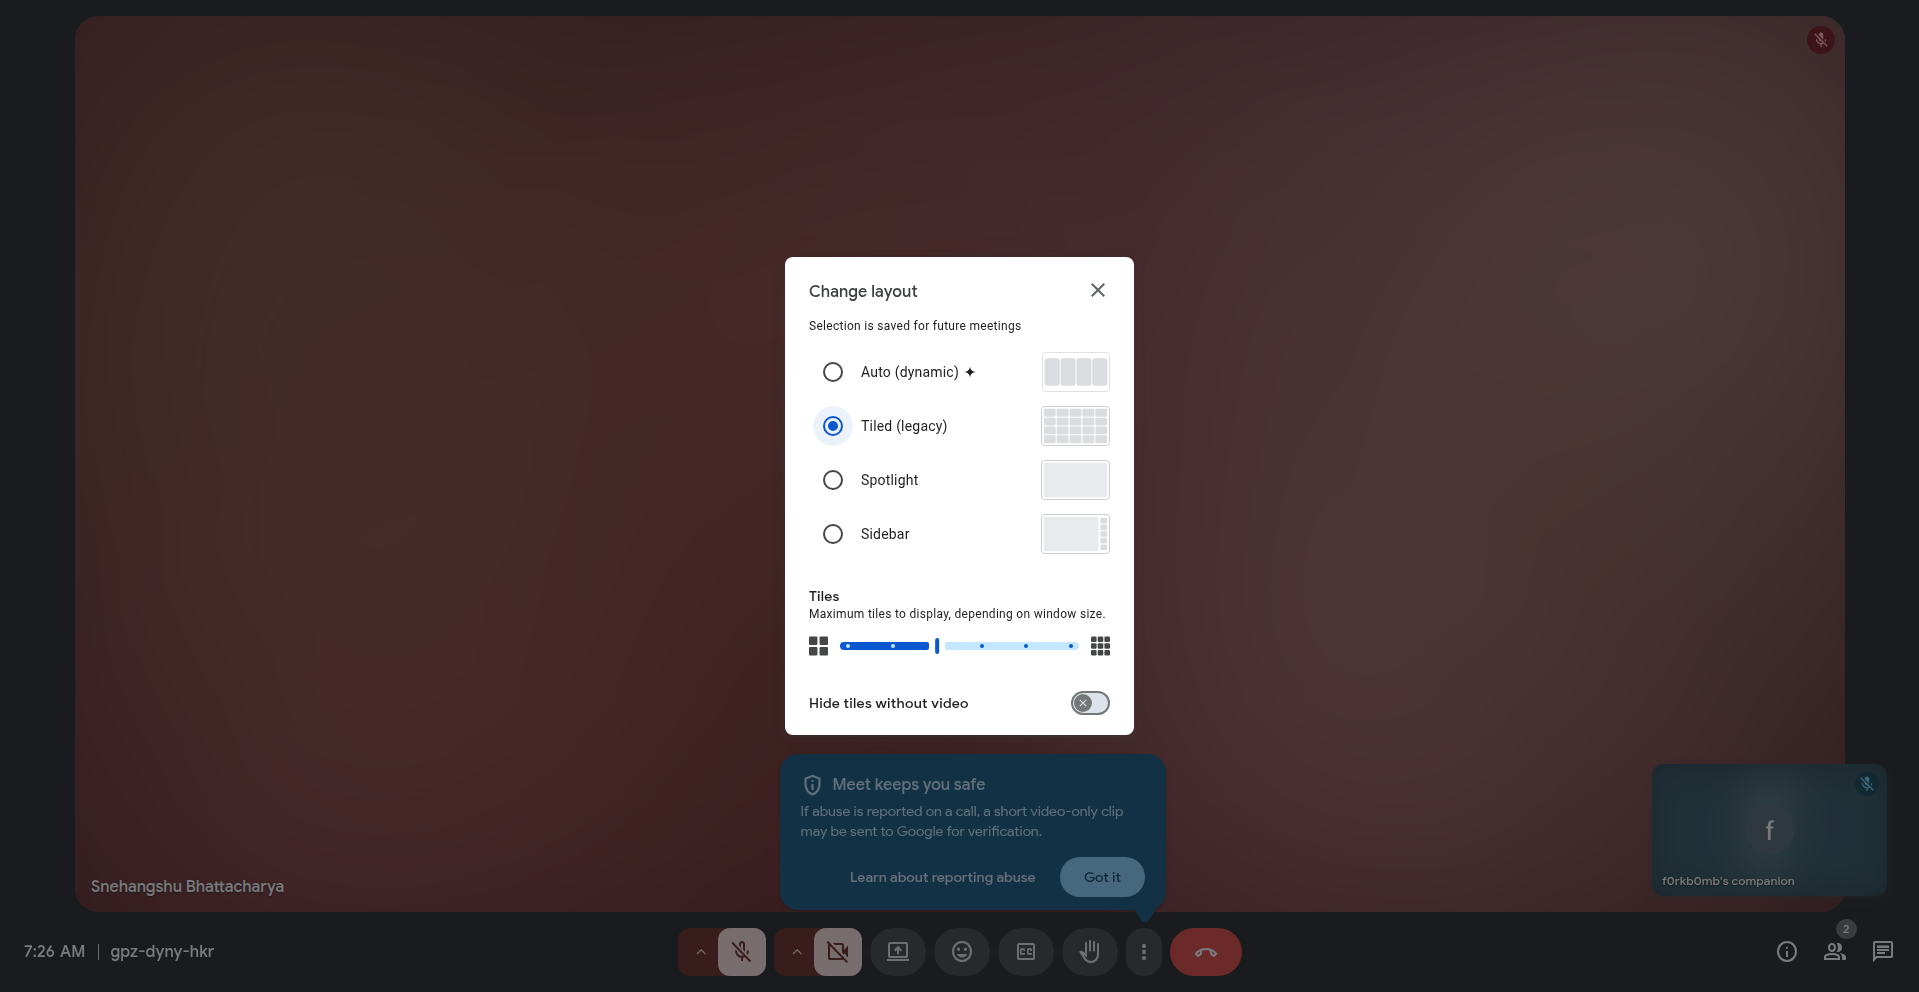 Change layout
Selection is saved for future meetings
Auto (dynamic)
Tiled (legacy)
Spotlight
Sidebar
Tiles
Maximum tiles to display, depending on window size.
Hide tiles without video
Meet keeps you safe
If abuse is reported on a call, a short video-only clip
may be sent to Google for verification.
Learn about reporting abuse
Got it
f
f0rkb0mb's companion
Snehangshu Bhattacharya
7:26 AM | gpz-dyny-hkr
CC
2